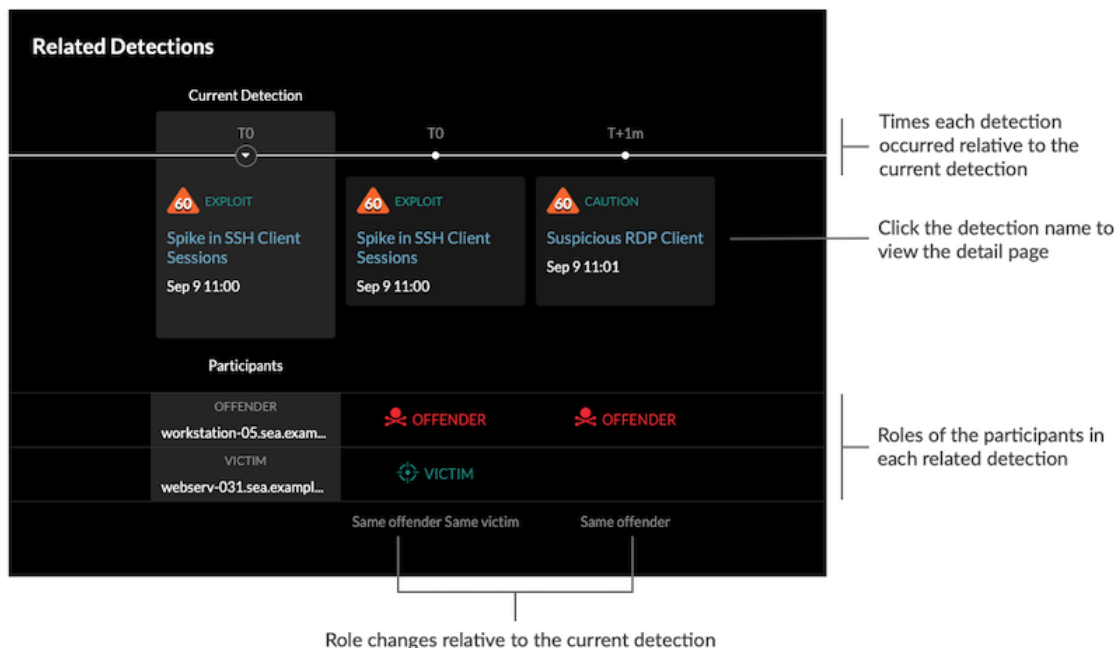 Related Detections
Current Detection
T0
T0
T+1m
60 EXPLOIT
Spike in SSH Client
Sessions
Sep 9 11:00
60 EXPLOIT
Spike in SSH Client
Sessions
Sep 9 11:00
60 CAUTION
Suspicious RDP Client
Sep 9 11:01
Participants
OFFENDER
workstation-05.sea.exam...
OFFENDER
OFFENDER
VICTIM
webserv-031.sea.exampl...
VICTIM
Same offender Same victim
Same offender
Times each detection
occurred relative to the
current detection
Click the detection name to
view the detail page
Roles of the participants in
each related detection
Role changes relative to the current detection